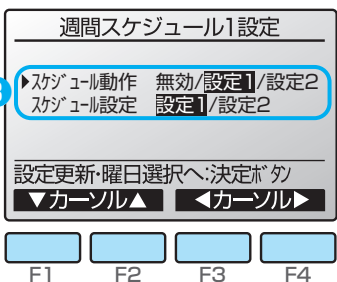 週間スケジュール1設定
▶スケジュール動作 無効/設定1/設定2
スケジュール設定 設定1/設定2
設定更新・曜日選択へ:決定ボタン
▼カーソル▲ ◀カーソル▶
F1 F2 F3 F4